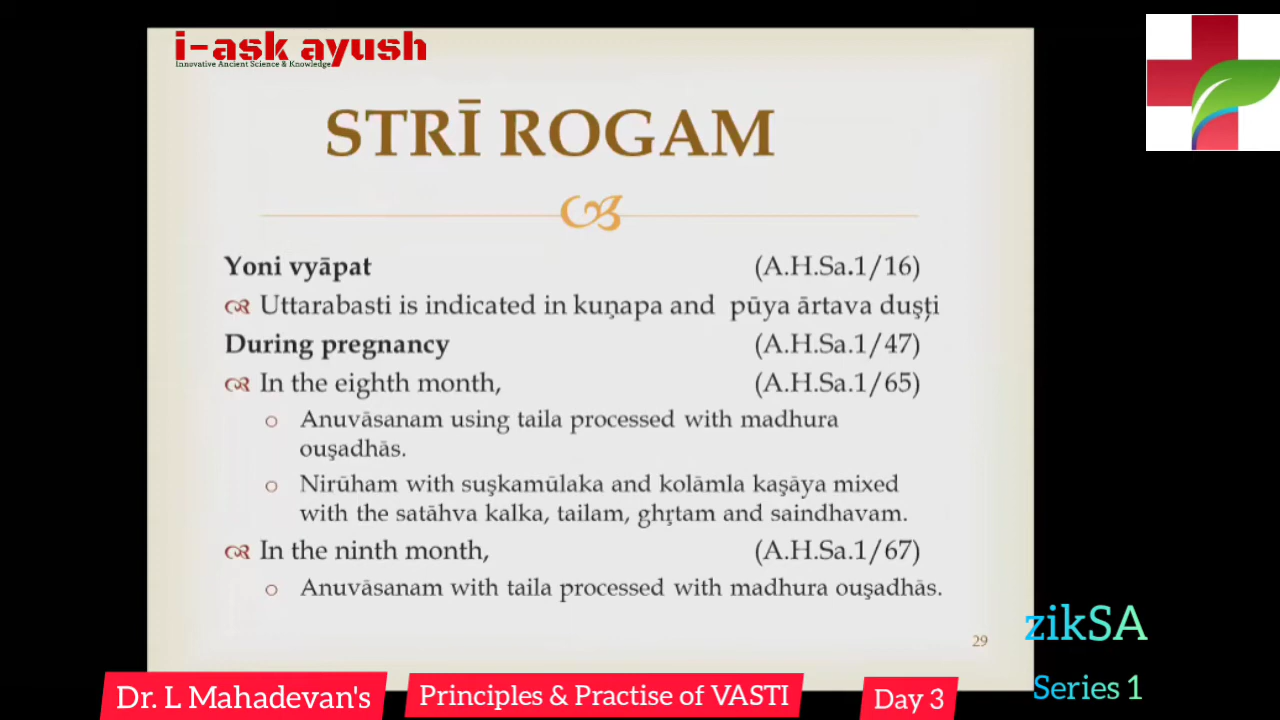 i-ask ayush
Innovative Ancient Science & Knowledge
STRĪ ROGAM
Yoni vyāpat (A.H.Sa.1/16)
Uttarabasti is indicated in kuṇapa and pūya ārtava duṣṭi
During pregnancy (A.H.Sa.1/47)
In the eighth month, (A.H.Sa.1/65)
o Anuvāsanam using taila processed with madhura
ouṣadhās.
o Nirūham with suṣkamūlaka and kolāmla kaṣāya mixed
with the satāhva kalka, tailam, ghṛtam and saindhavam.
In the ninth month, (A.H.Sa.1/67)
o Anuvāsanam with taila processed with madhura ouṣadhās.
29
zikSA
Series 1
Dr. L Mahadevan's Principles & Practise of VASTI Day 3